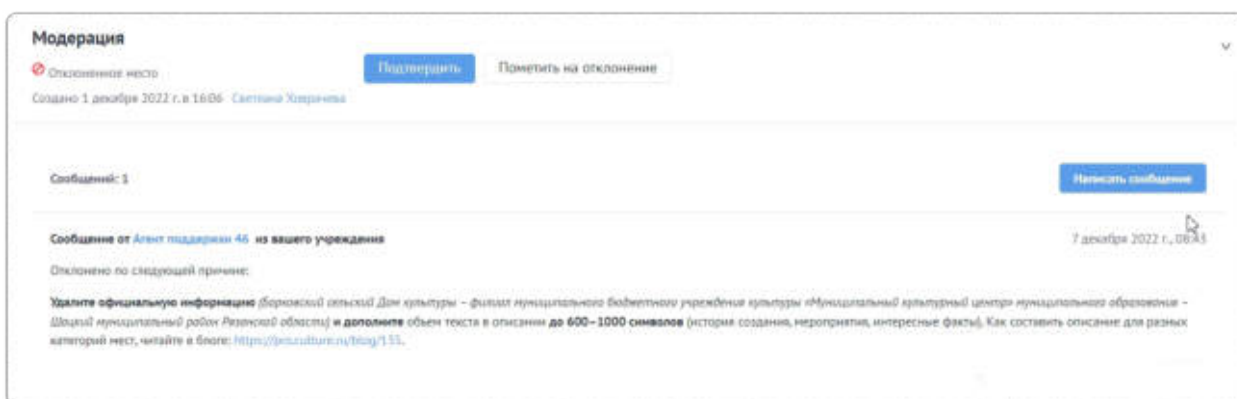 Модерация
Отклоненное место
Подтвердить
Пометить на отклонение
Создано 1 декабря 2022 г. в 16:06 Светлана
Сообщений: 1
Написать сообщение
Сообщение от Агент поддержки 46 из вашего учреждения
7 декабря 2022 г., 08:43
Отклонено по следующей причине:
Удалите официальную информацию (борковский сельский Дом культуры – филиал муниципального бюджетного учреждения культуры «Муниципальный культурный центр» муниципального образование –
Шацкий муниципальный район Рязанской области) и дополните объем текста в описании до 600–1000 символов (история создания, мероприятия, интересные факты). Как составить описание для разных
категорий мест, читайте в блоге: https://pro.culture.ru/blog/155.